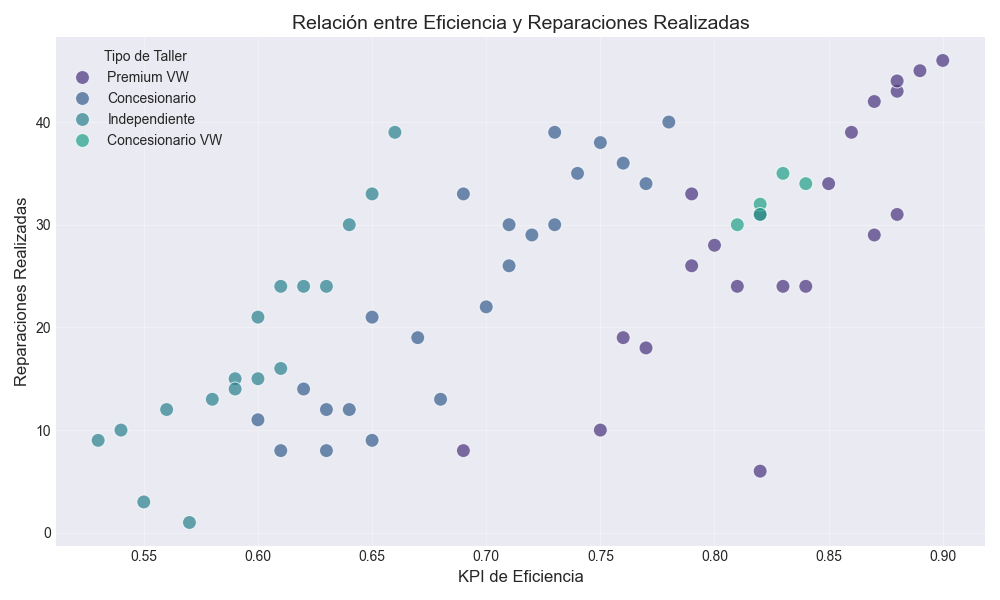 Relación entre Eficiencia y Reparaciones Realizadas
Tipo de Taller
Premium VW
Concesionario
Independiente
Concesionario VW
Reparaciones Realizadas
40
30
20
10
0
0.55 0.60 0.65 0.70 0.75 0.80 0.85 0.90
KPI de Eficiencia